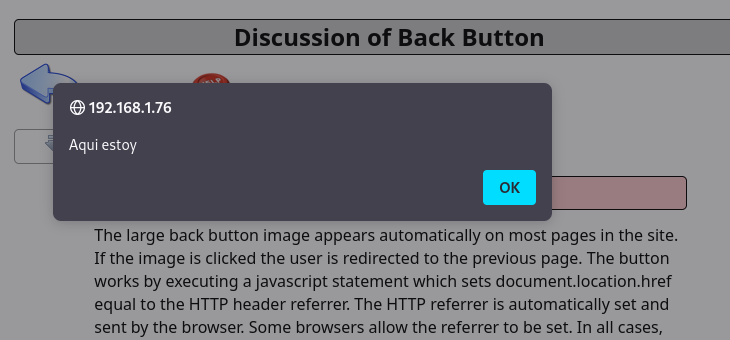 Discussion of Back Button
192.168.1.76
Aqui estoy
OK
The large back button image appears automatically on most pages in the site.
If the image is clicked the user is redirected to the previous page. The button
works by executing a javascript statement which sets document.location.href
equal to the HTTP header referrer. The HTTP referrer is automatically set and
sent by the browser. Some browsers allow the referrer to be set. In all cases,